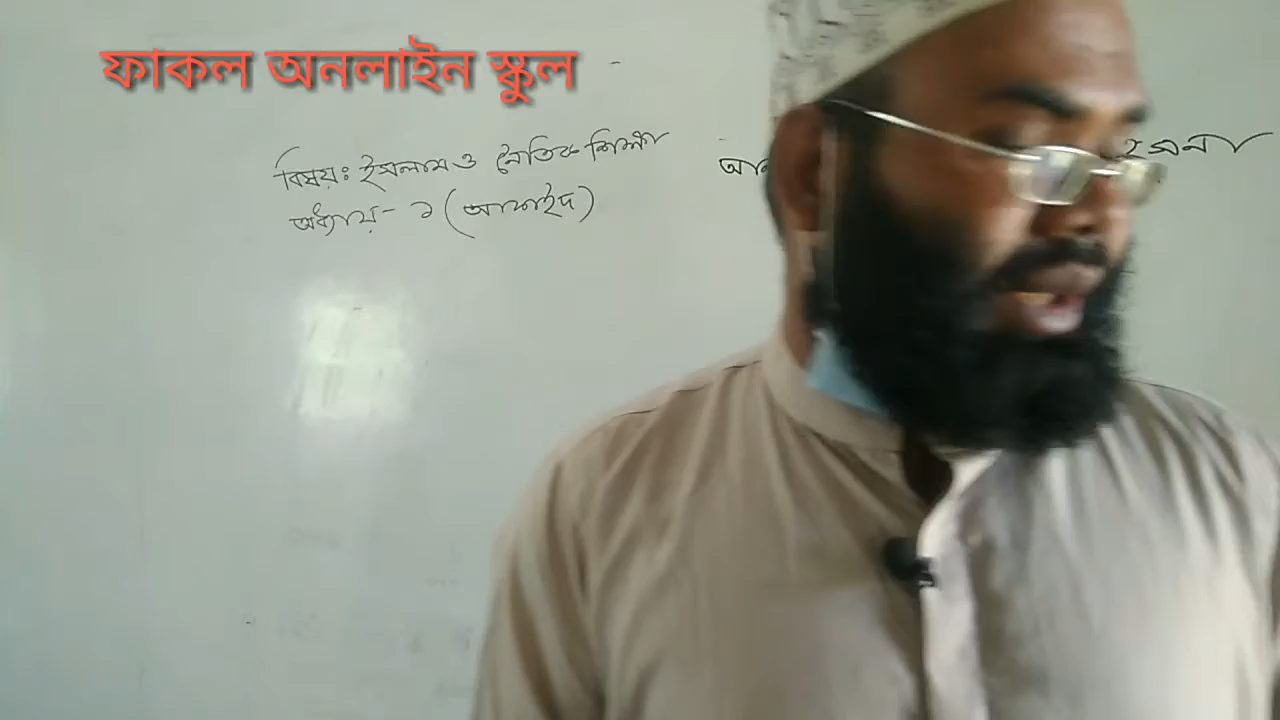 ফাকল অনলাইন স্কুল
বিষয়ঃ ইসলাম ও নৈতিক শিক্ষা
অধ্যায়- ১ (আকাইদ)